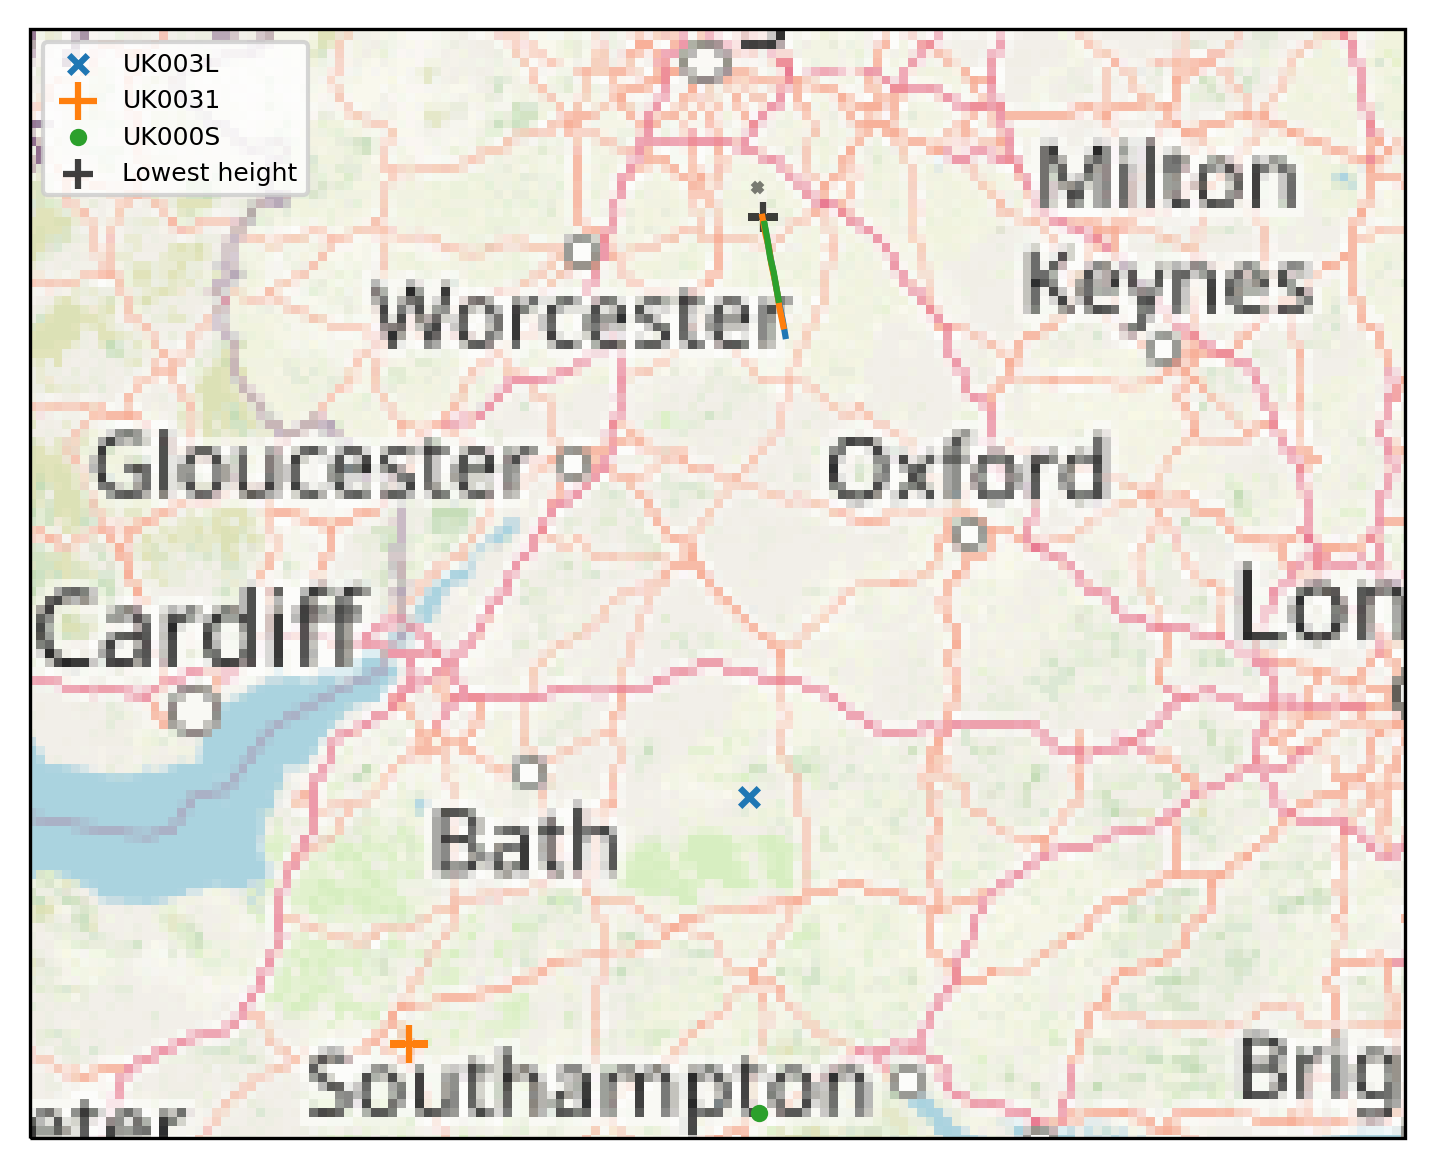 UK003L
UK0031
UK000S
Lowest height
Milton
Keynes
Worcester
Gloucester
Oxford
Cardiff
Lon
Bath
Southampton
Brig
eter